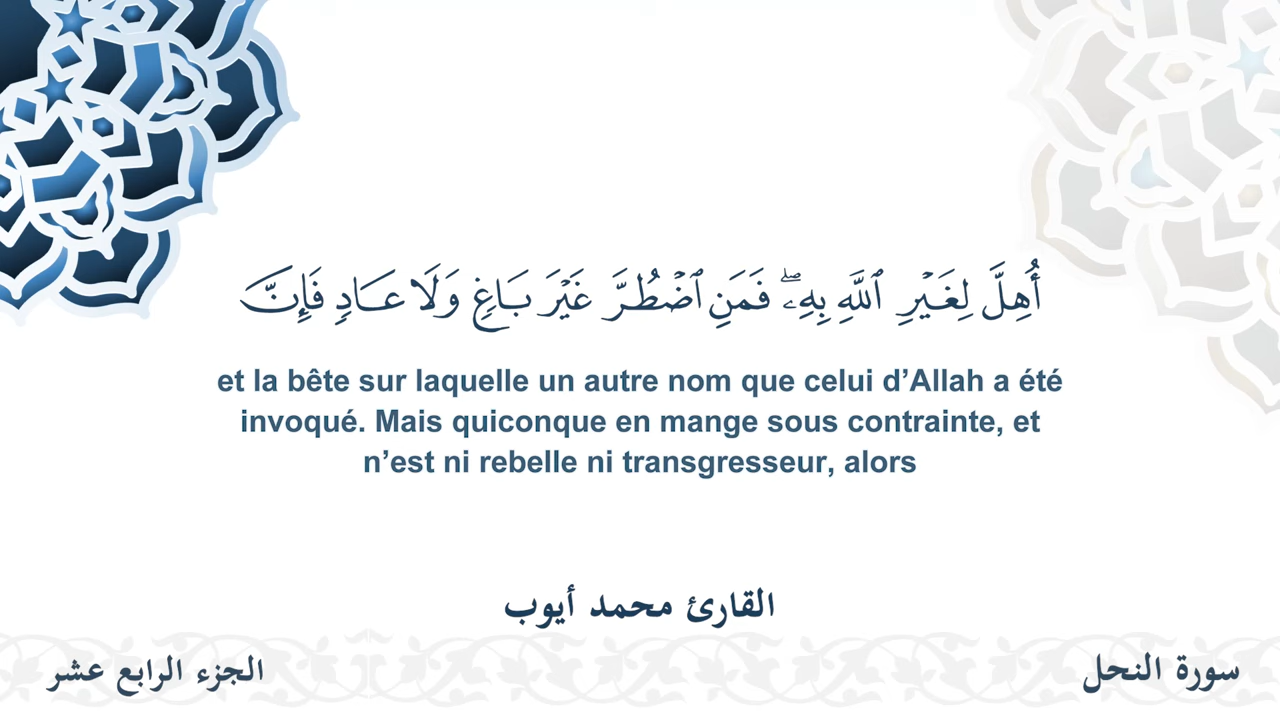 أُهِلَّ لِغَيْرِ ٱللَّهِ بِهِۦۖ فَمَنِ ٱضْطُرَّ غَيْرَ بَاغٍ وَلَا عَادٍ فَإِنَّ
et la bête sur laquelle un autre nom que celui d’Allah a été
invoqué. Mais quiconque en mange sous contrainte, et
n’est ni rebelle ni transgresseur, alors
القارئ محمد أيوب
سورة النحل
الجزء الرابع عشر